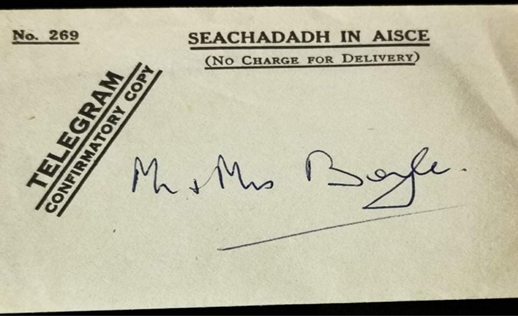 No. 269
SEACHADADH IN AISCE
(NO CHARGE FOR DELIVERY)
TELEGRAM
CONFIRMATORY COPY
Mr + Mrs Boyle.